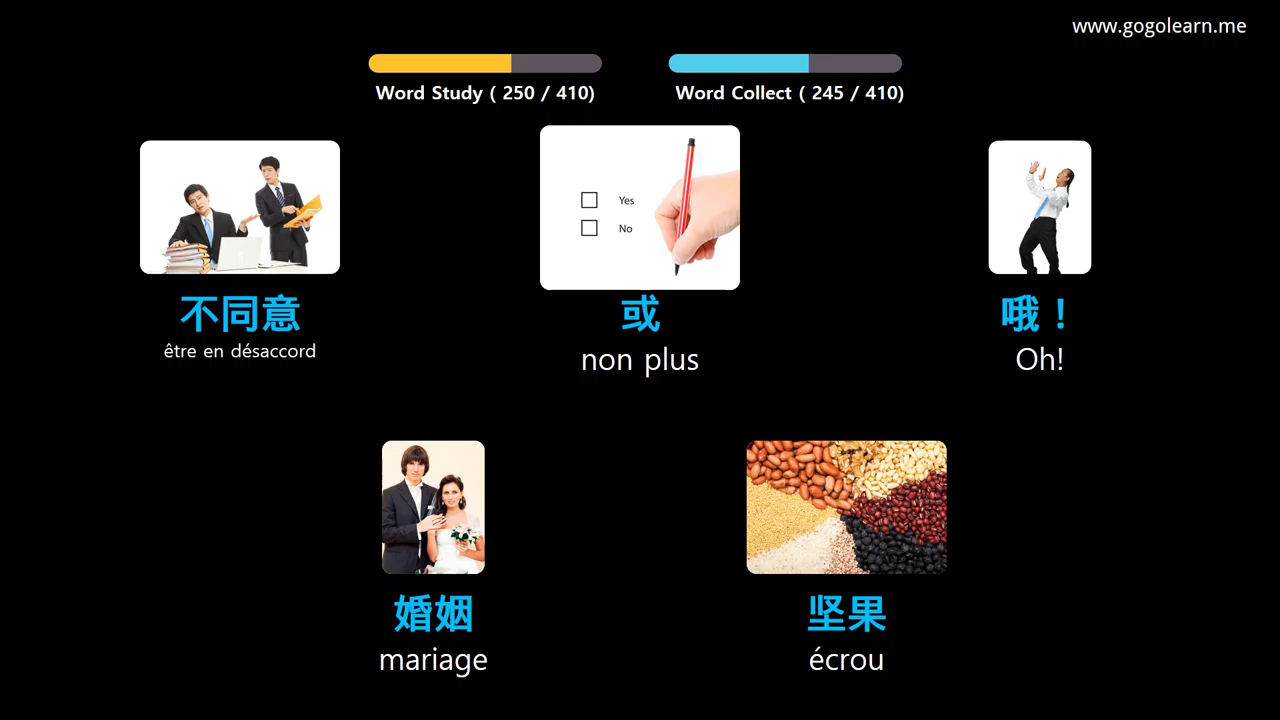 www.gogolearn.me
Word Study ( 250 / 410)
Word Collect ( 245 / 410)
Yes
No
不同意
être en désaccord
或
non plus
哦！
Oh!
婚姻
mariage
坚果
écrou